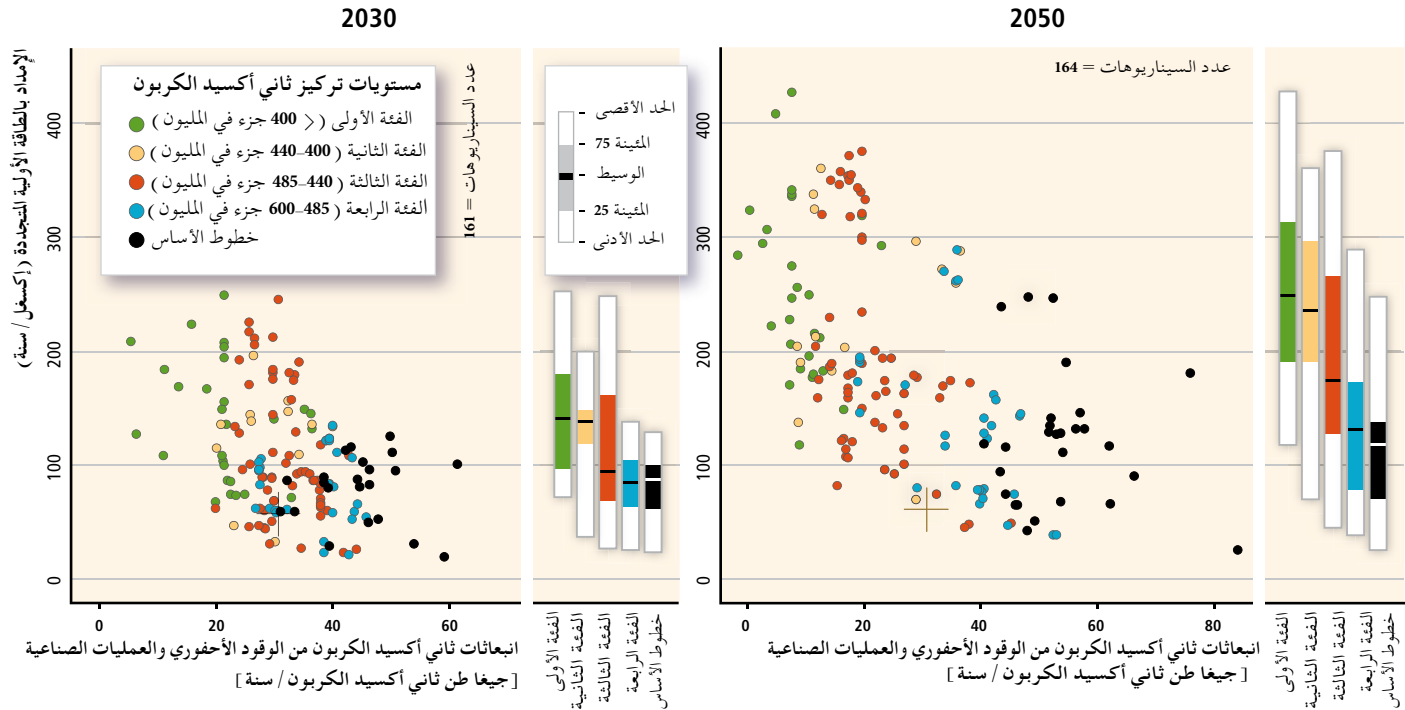 2030
2050
الإمداد بالطاقة الأولية المتجددة (إكسغل / سنة)
400
300
200
100
0
مستويات تركيز ثاني أكسيد الكربون
الفئة الأولى (< 400 جزء في المليون)
الفئة الثانية (400–440 جزء في المليون)
الفئة الثالثة (440–485 جزء في المليون)
الفئة الرابعة (485–600 جزء في المليون)
خطوط الأساس
عدد السيناريوهات = 161
الحد الأقصى
المئينة 75
الوسيط
المئينة 25
الحد الأدنى
0
20
40
60
انبعاثات ثاني أكسيد الكربون من الوقود الأحفوري والعمليات الصناعية
[جيغا طن ثاني أكسيد الكربون / سنة]
الفئة الأولى
الفئة الثانية
الفئة الثالثة
الفئة الرابعة
خطوط الأساس
عدد السيناريوهات = 164
400
300
200
100
0
0
20
40
60
80
انبعاثات ثاني أكسيد الكربون من الوقود الأحفوري والعمليات الصناعية
[جيغا طن ثاني أكسيد الكربون / سنة]
الفئة الأولى
الفئة الثانية
الفئة الثالثة
الفئة الرابعة
خطوط الأساس